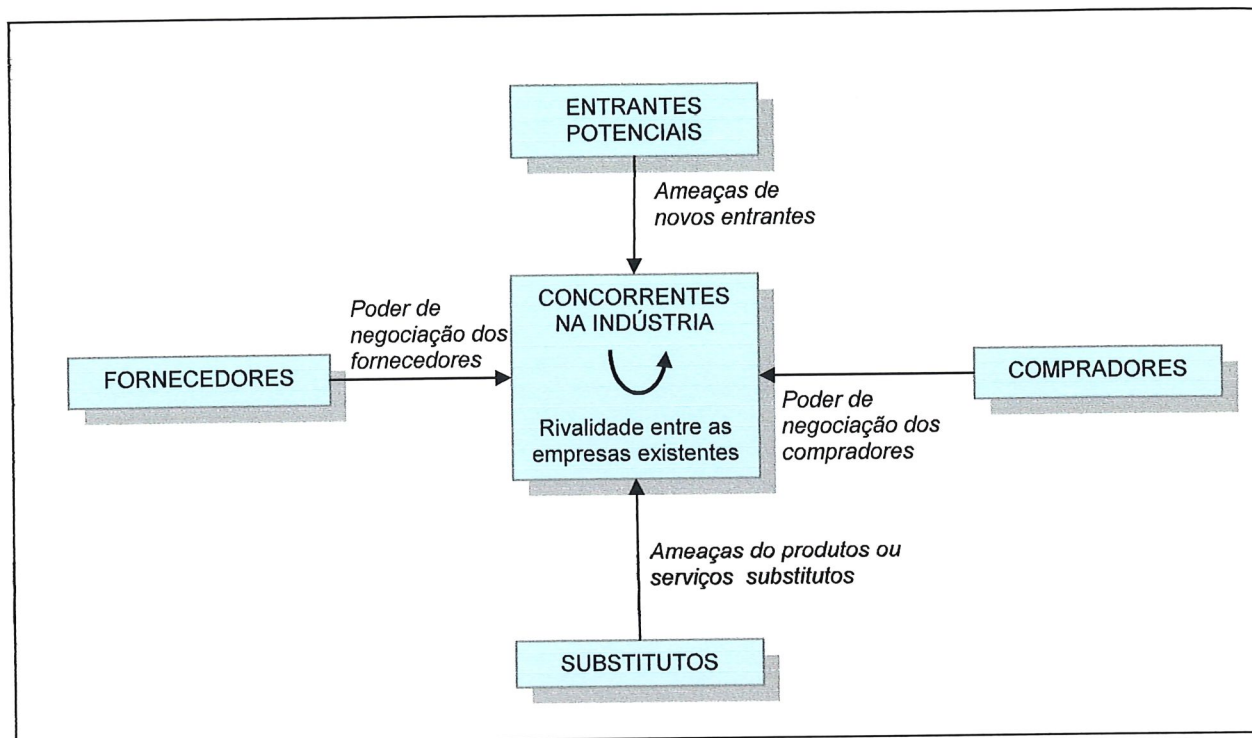 ENTRANTES
POTENCIAIS
Ameaças de
novos entrantes
CONCORRENTES
NA INDÚSTRIA
Rivalidade entre as
empresas existentes
Poder de
negociação dos
fornecedores
FORNECEDORES
COMPRADORES
Poder de
negociação dos
compradores
Ameaças do produtos ou
serviços substitutos
SUBSTITUTOS